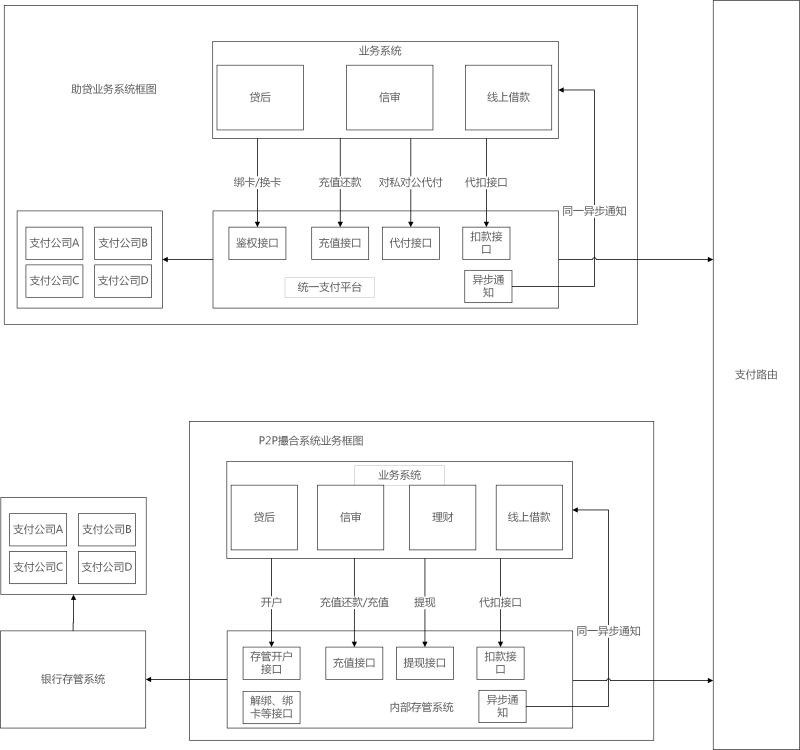 业务系统
助贷业务系统框图
贷后
信审
线上借款
绑卡/换卡
充值还款
对私对公代付
代扣接口
同一异步通知
支付公司A
支付公司B
支付公司C
支付公司D
鉴权接口
充值接口
代付接口
扣款接
口
统一支付平台
异步通
知
支付路由
P2P撮合系统业务框图
业务系统
贷后
信审
理财
线上借款
支付公司A
支付公司B
支付公司C
支付公司D
开户
充值还款/充值
提现
代扣接口
同一异步通知
银行存管系统
存管开户
接口
充值接口
提现接口
扣款接
口
解绑、绑
卡等接口
内部存管系统
异步通
知